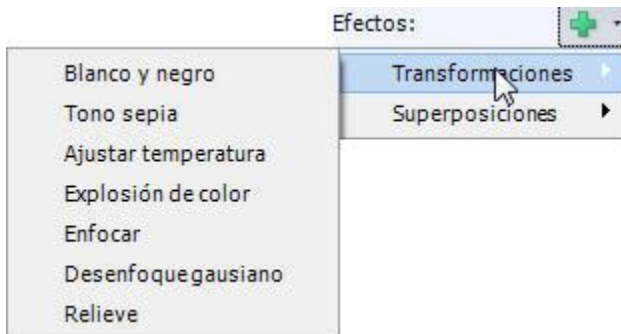 Efectos:
Transformaciones
Superposiciones
Blanco y negro
Tono sepia
Ajustar temperatura
Explosión de color
Enfocar
Desenfoque gausiano
Relieve